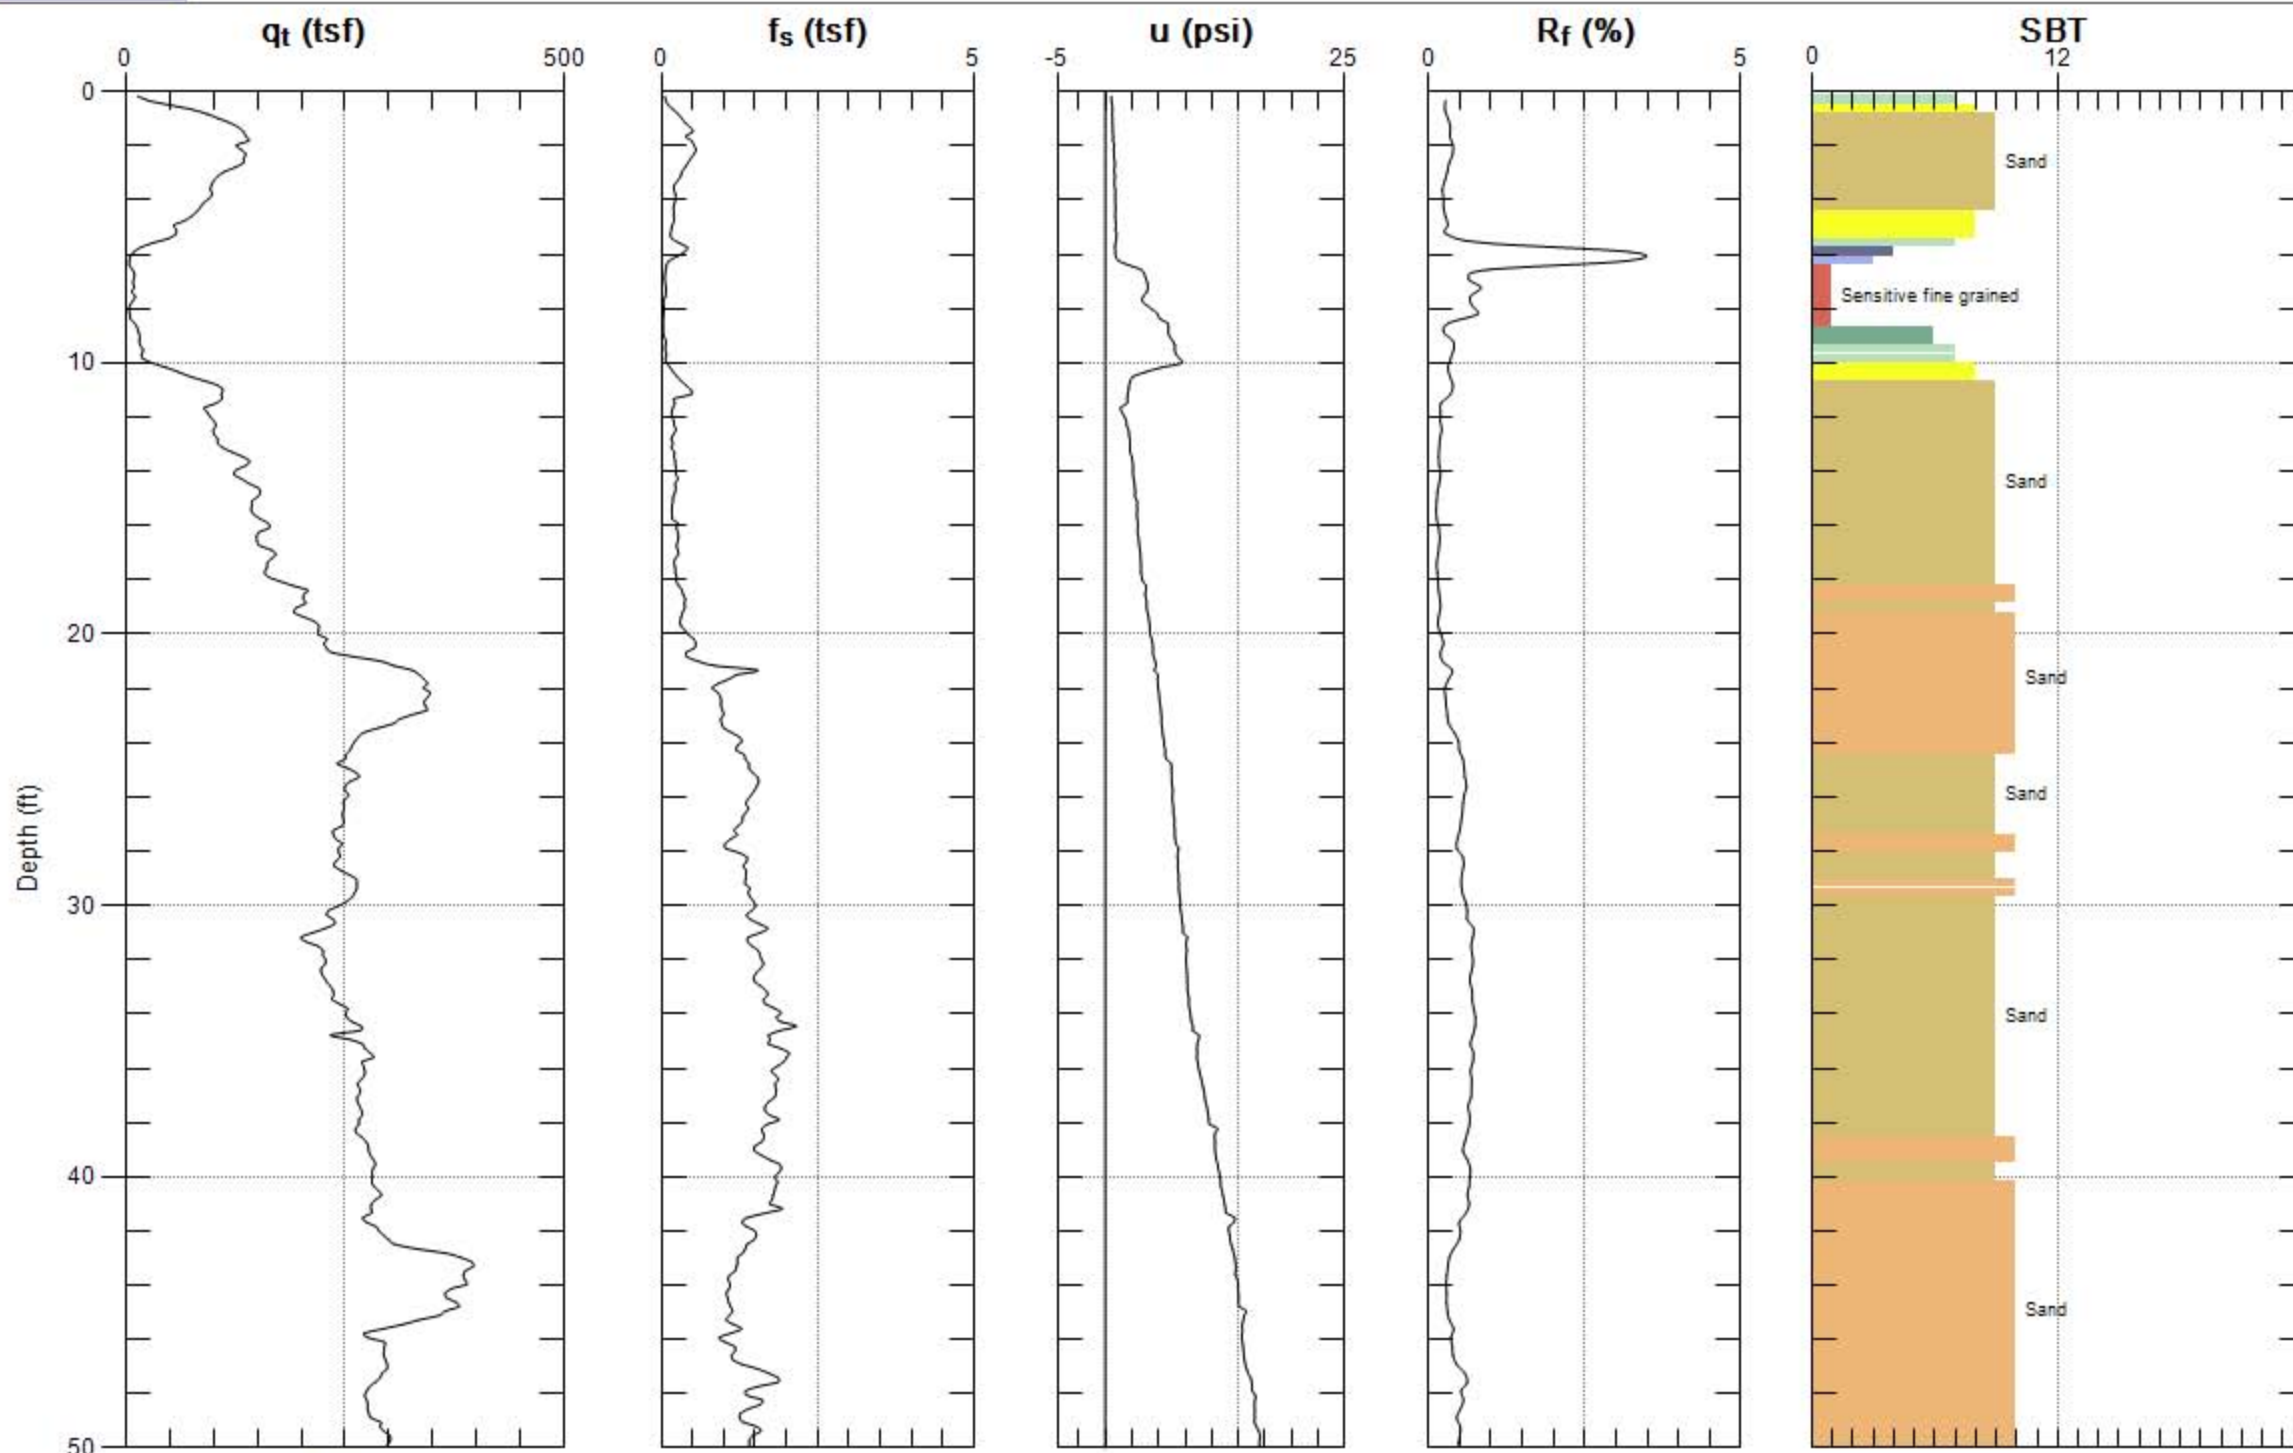 qt (tsf) fs (tsf) u (psi) Rf (%) SBT
0 500 0 5 -5 25 0 5 0 12
0
Sand
Sensitive fine grained
10
Sand
20
Sand
Sand
Depth (ft)
30
Sand
40
Sand
50